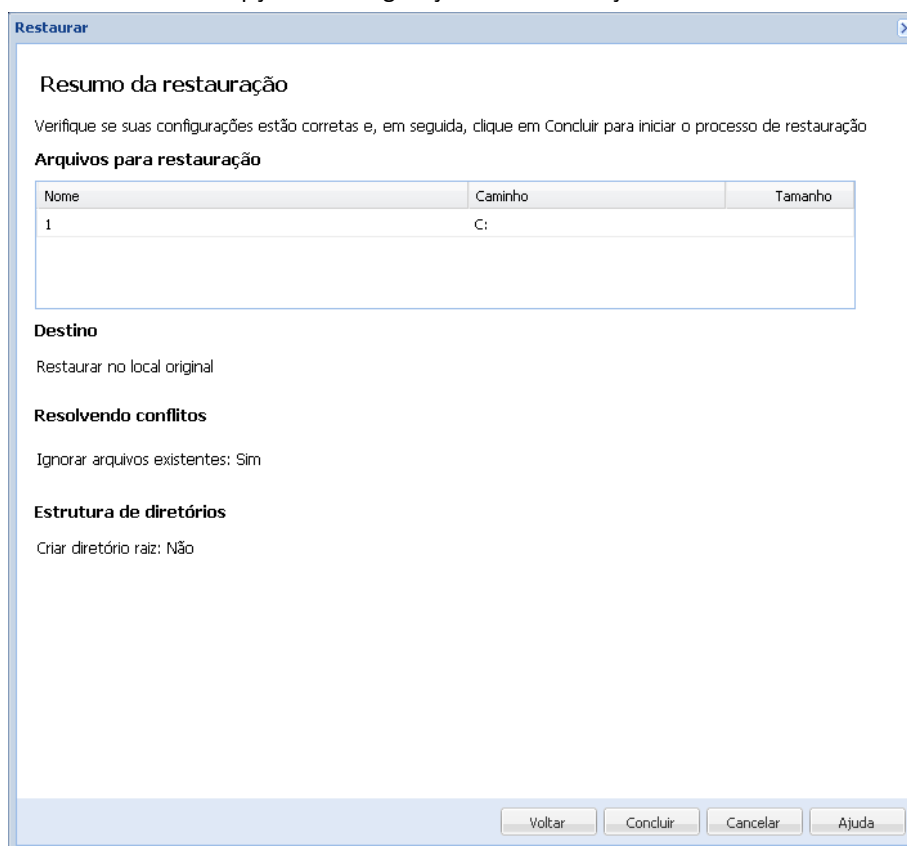 Restaurar
Resumo da restauração
Verifique se suas configurações estão corretas e, em seguida, clique em Concluir para iniciar o processo de restauração
Arquivos para restauração
Nome Caminho Tamanho
1 C:
Destino
Restaurar no local original
Resolvendo conflitos
Ignorar arquivos existentes: Sim
Estrutura de diretórios
Criar diretório raiz: Não
Voltar Concluir Cancelar Ajuda